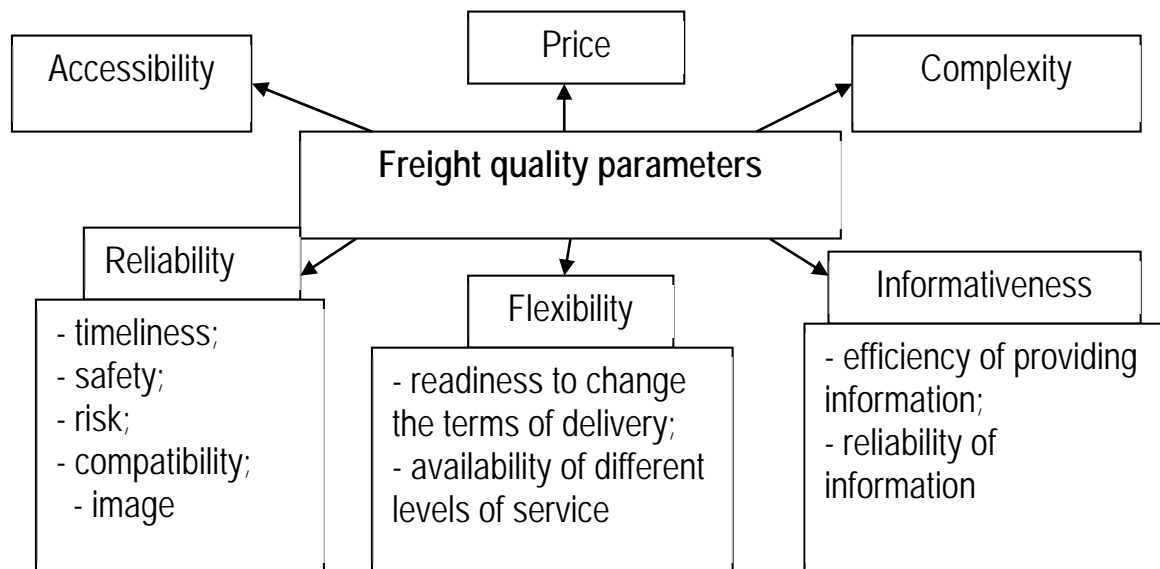 Price
Accessibility
Complexity
Freight quality parameters
Reliability
- timeliness;
- safety;
- risk;
- compatibility;
- image
Flexibility
- readiness to change
the terms of delivery;
- availability of different
levels of service
Informativeness
- efficiency of providing
information;
- reliability of
information